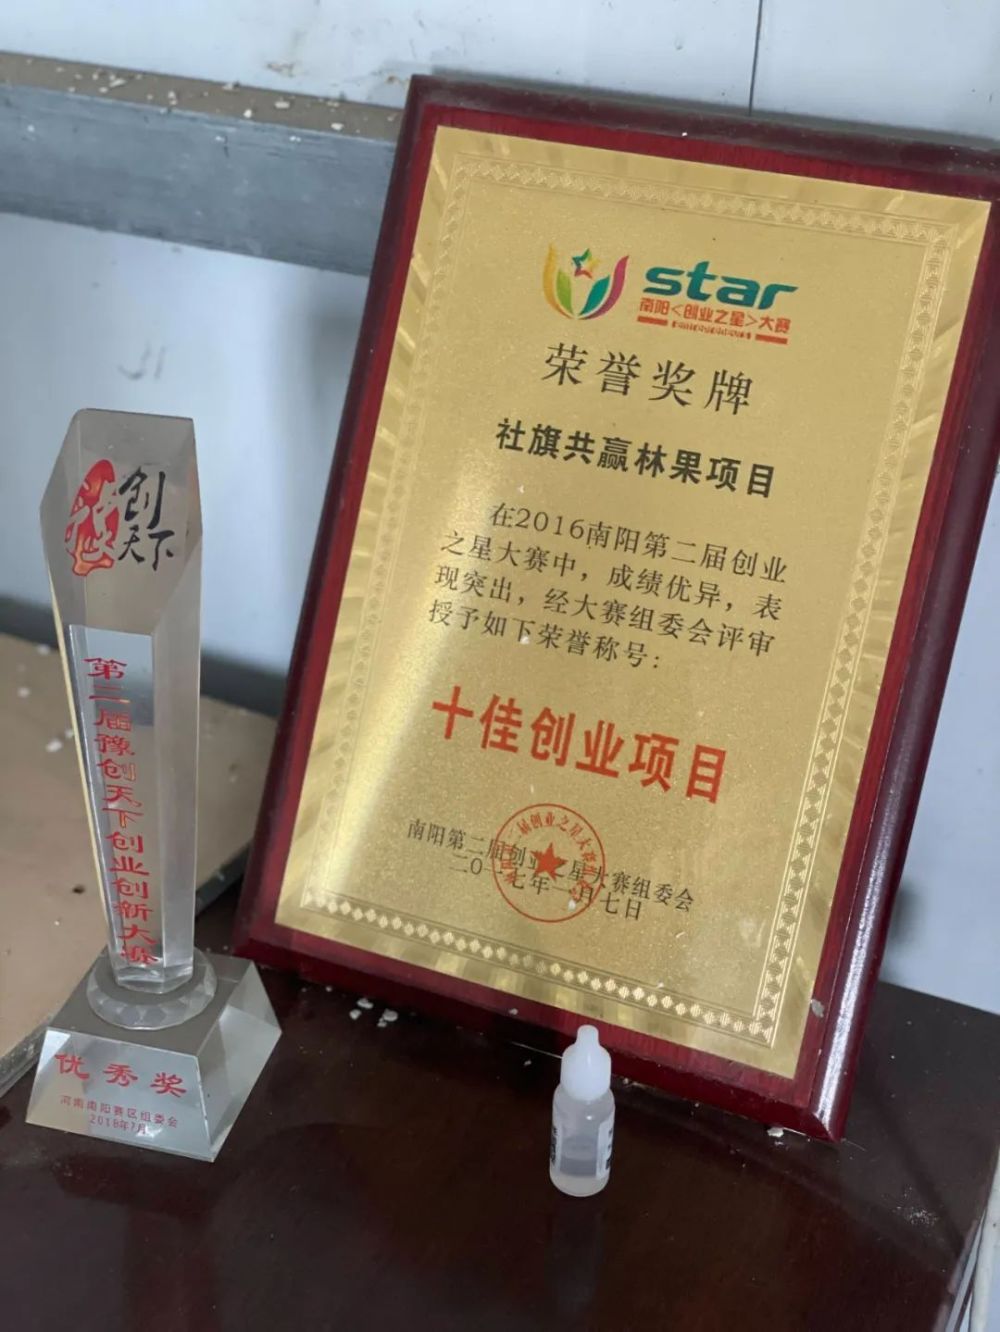 star
南阳<创业之星>大赛
荣誉奖牌
社旗共赢林果项目
在2016南阳第二届创业
之星大赛中，成绩优异，表
现突出，经大赛组委会评审
授予如下荣誉称号：
十佳创业项目
南阳第二届创业之星大赛组委会
二〇一七年一月七日
创
天下
第二届豫创天下创业创新大赛
优秀奖
河南南阳赛区组委会
2018年7月